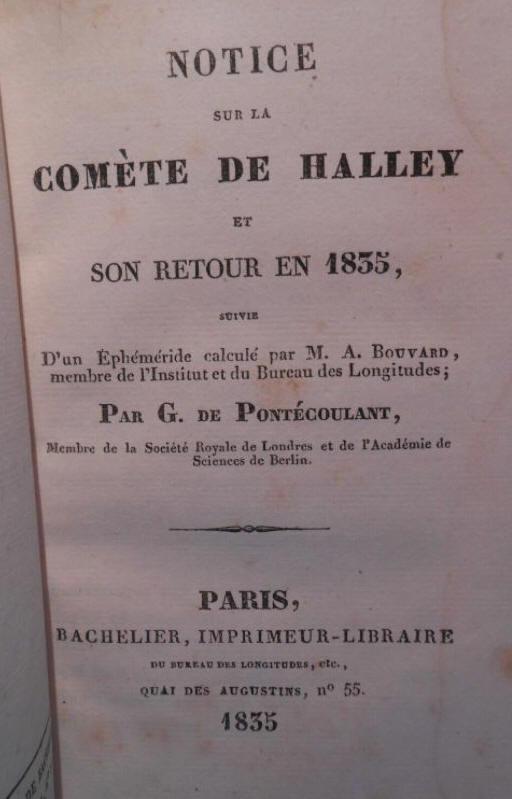 NOTICE
SUR LA
COMÈTE DE HALLEY
ET
SON RETOUR EN 1835,
SUIVIE
D'un Éphéméride calculé par M. A. BOUVARD,
membre de l'Institut et du Bureau des Longitudes;
PAR G. DE PONTÉCOULANT,
Membre de la Société Royale de Londres et de l'Académie de
Sciences de Berlin.
PARIS,
BACHELIER, IMPRIMEUR-LIBRAIRE
DU BUREAU DES LONGITUDES, etc.,
QUAI DES AUGUSTINS, nº 55.
1835